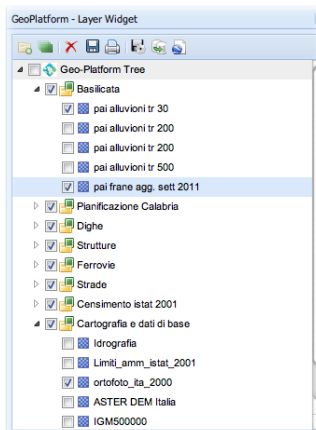 GeoPlatform - Layer Widget
Geo-Platform Tree
Basilicata
pai alluvioni tr 30
pai alluvioni tr 200
pai alluvioni tr 200
pai alluvioni tr 500
pai frane agg. sett 2011
Pianificazione Calabria
Dighe
Strutture
Ferrovie
Strade
Censimento istat 2001
Cartografia e dati di base
Idrografia
Limiti_amm_istat_2001
ortofoto_ita_2000
ASTER DEM Italia
IGM500000